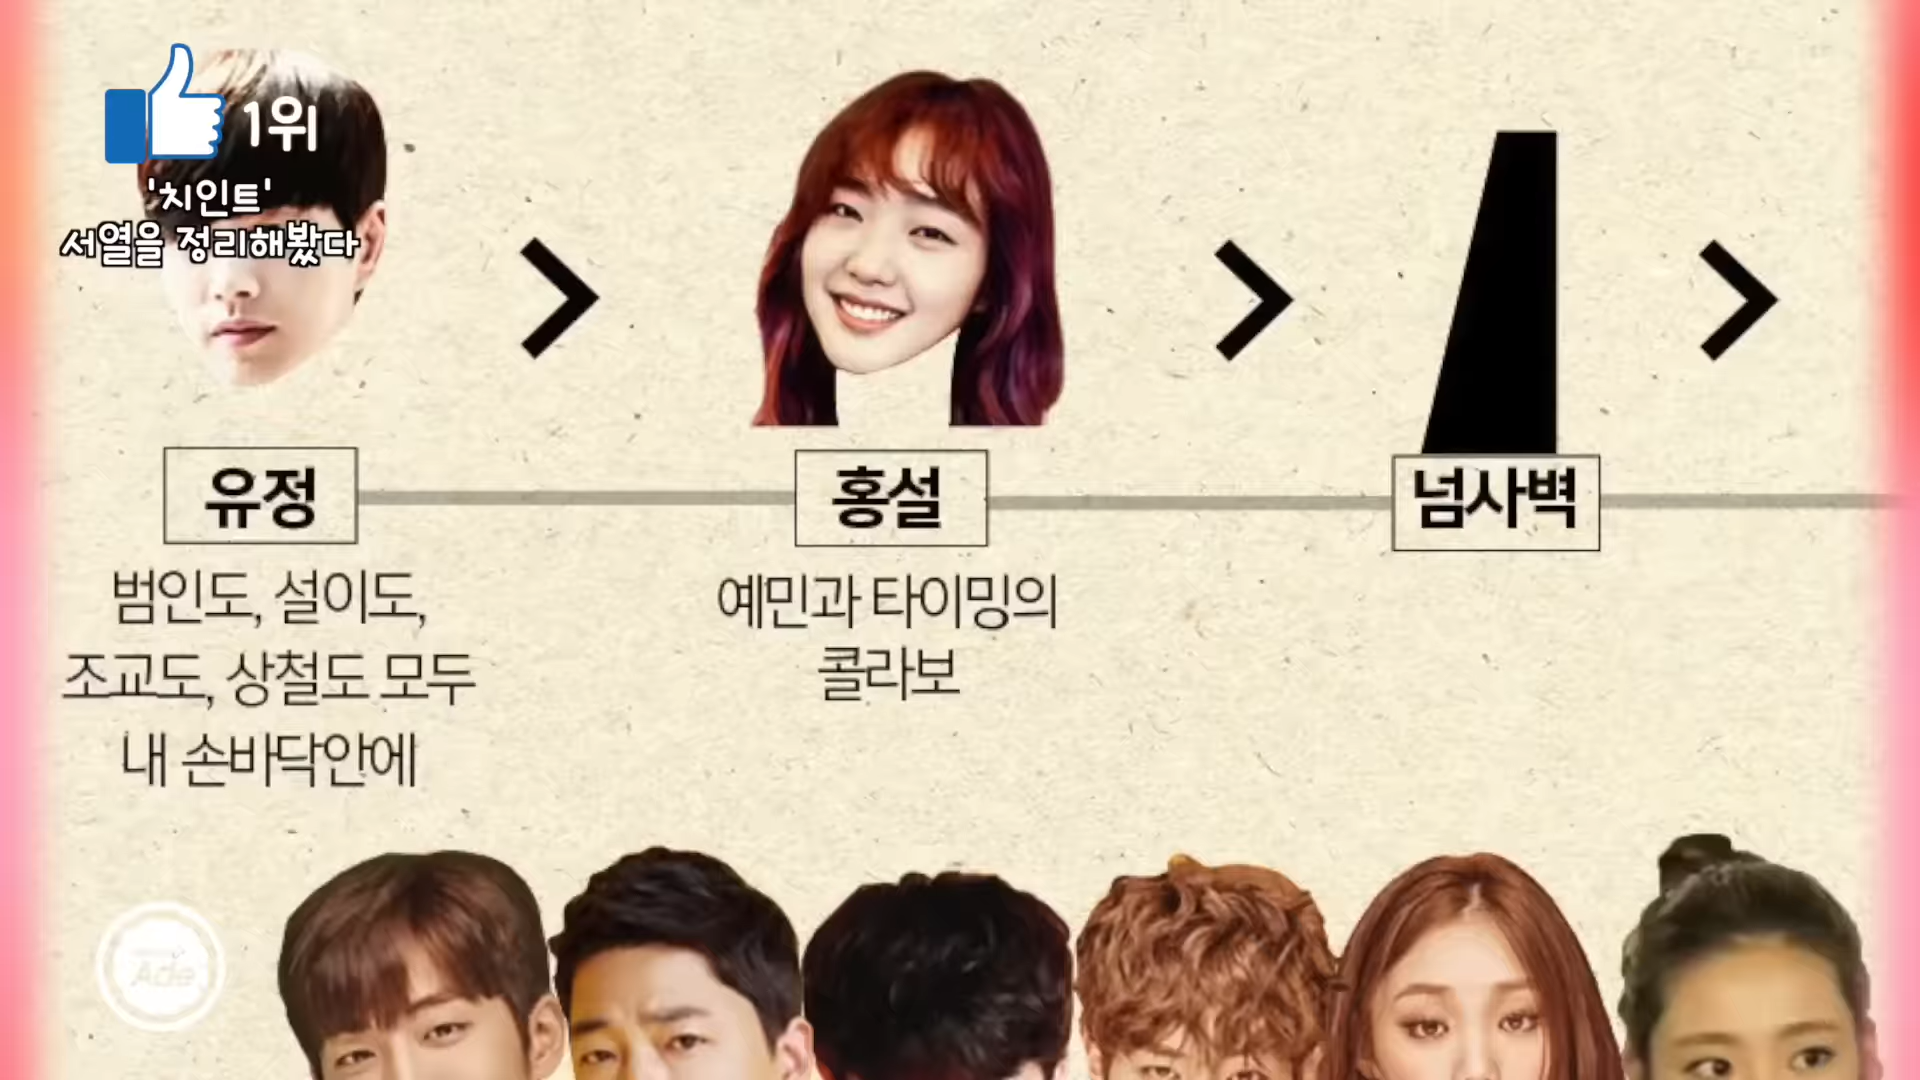 1위
'치인트'
서열을 정리해봤다
유정
홍설
넘사벽
범인도, 설이도,
조교도, 상철도 모두
내 손바닥안에
예민과 타이밍의
콜라보